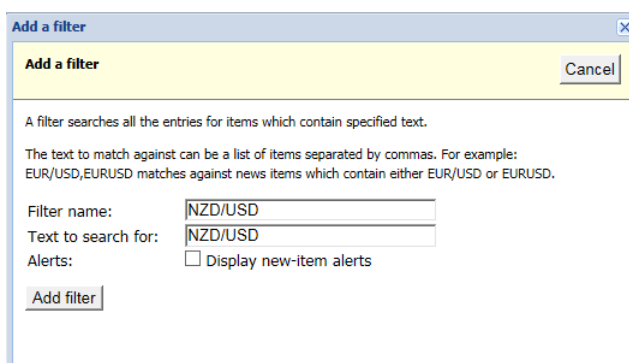 Add a filter
Add a filter
Cancel
A filter searches all the entries for items which contain specified text.
The text to match against can be a list of items separated by commas. For example:
EUR/USD,EURUSD matches against news items which contain either EUR/USD or EURUSD.
Filter name: NZD/USD
Text to search for: NZD/USD
Alerts: Display new-item alerts
Add filter